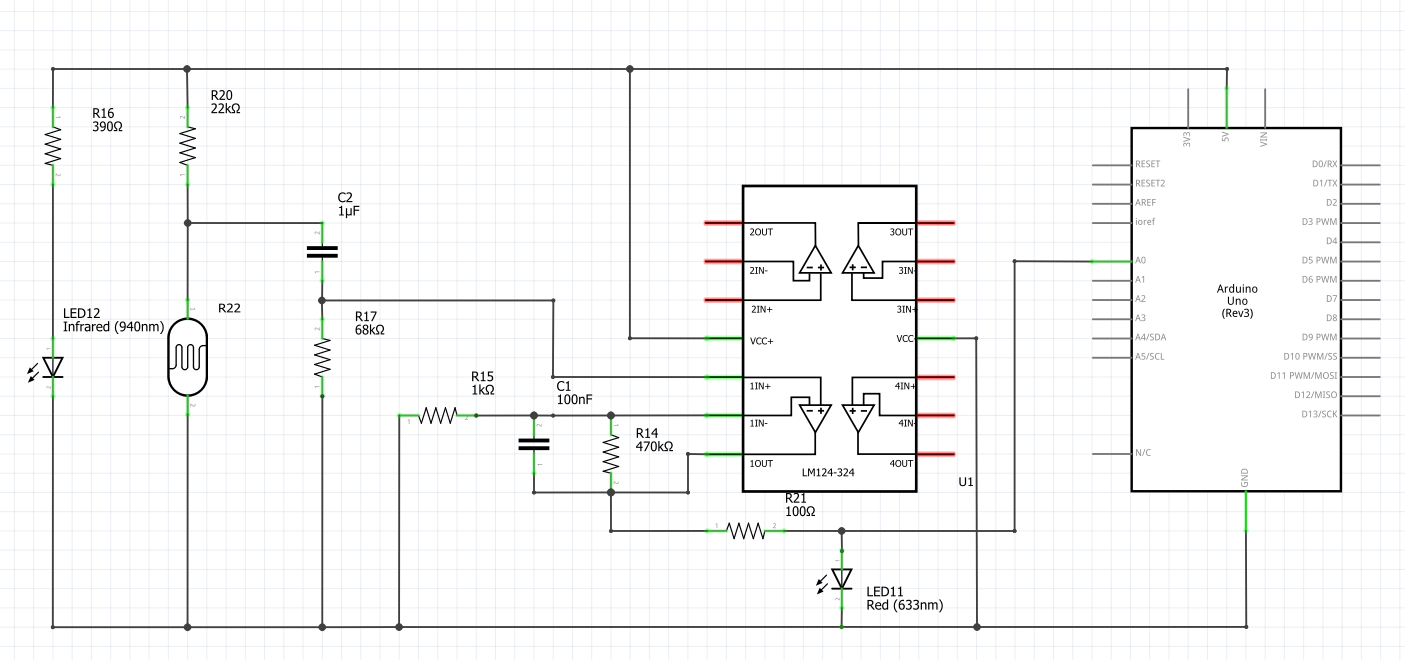 R16
390Ω
R20
22kΩ
C2
1µF
R22
LED12
Infrared (940nm)
R17
68kΩ
R15
1kΩ
C1
100nF
R14
470kΩ
2OUT
2IN-
2IN+
VCC+
1IN+
1IN-
1OUT
3OUT
3IN-
3IN+
VCC-
4IN+
4IN-
4OUT
LM124-324
U1
R21
100Ω
LED11
Red (633nm)
3V3
5V
VIN
RESET
RESET2
AREF
ioref
A0
A1
A2
A3
A4/SDA
A5/SCL
N/C
Arduino
Uno
(Rev3)
D0/RX
D1/TX
D2
D3 PWM
D4
D5 PWM
D6 PWM
D7
D8
D9 PWM
D10 PWM/SS
D11 PWM/MOSI
D12/MISO
D13/SCK
GND